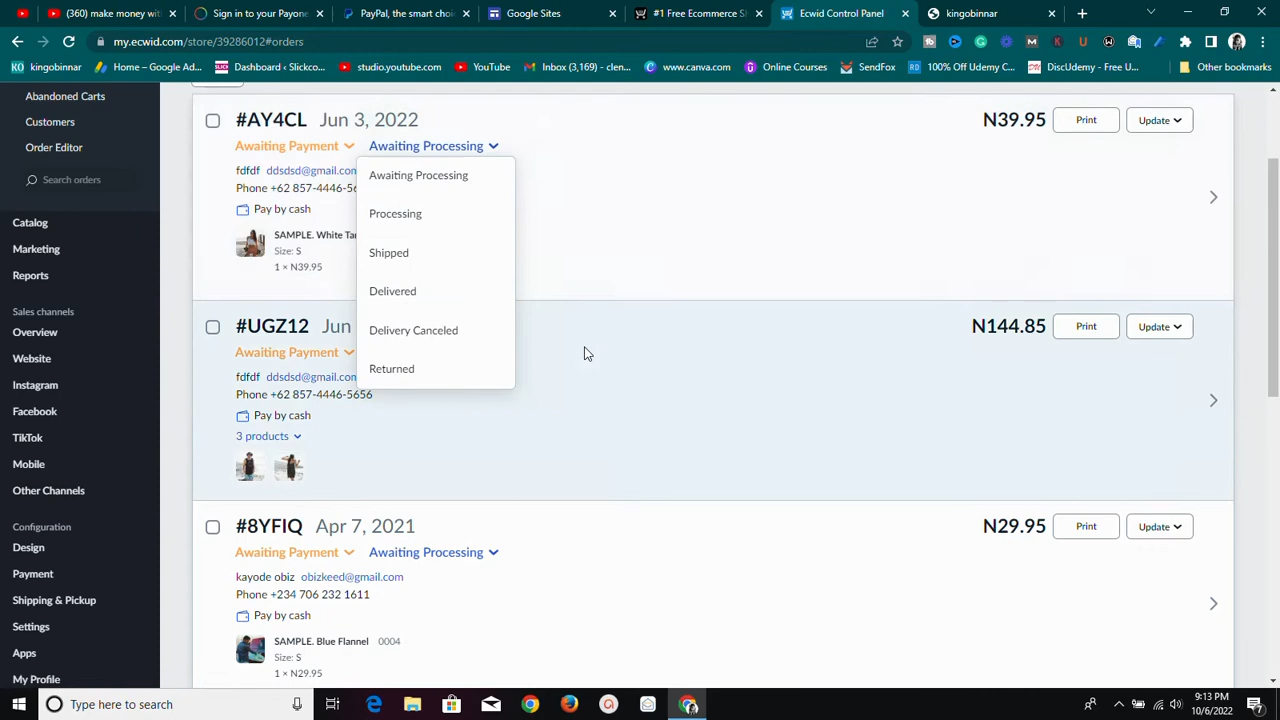 (360) make money wit
Sign in to your Payone
PayPal, the smart choic
Google Sites
#1 Free Ecommerce Sh
Ecwid Control Panel
kingobinnar
my.ecwid.com/store/39286012#orders
KO kingobinnar
Home – Google Ad...
Dashboard ‹ Slickco...
studio.youtube.com
YouTube
Inbox (3,169) - clen...
www.canva.com
Online Courses
SendFox
RD 100% Off Udemy C...
DiscUdemy - Free U...
Other bookmarks
Abandoned Carts
Customers
Order Editor
Search orders
Catalog
Marketing
Reports
Sales channels
Overview
Website
Instagram
Facebook
TikTok
Mobile
Other Channels
Configuration
Design
Payment
Shipping & Pickup
Settings
Apps
My Profile
#AY4CL Jun 3, 2022
N39.95 Print Update
Awaiting Payment Awaiting Processing
fdfdf ddsdsd@gmail.com
Phone +62 857-4446-56
Pay by cash
SAMPLE. White Tan
Size: S
1 × N39.95
Awaiting Processing
Processing
Shipped
Delivered
Delivery Canceled
Returned
#UGZ12 Jun
N144.85 Print Update
Awaiting Payment
fdfdf ddsdsd@gmail.com
Phone +62 857-4446-5656
Pay by cash
3 products
#8YFIQ Apr 7, 2021
N29.95 Print Update
Awaiting Payment Awaiting Processing
kayode obiz obizkeed@gmail.com
Phone +234 706 232 1611
Pay by cash
SAMPLE. Blue Flannel 0004
Size: S
1 × N29.95
Type here to search
9:13 PM
10/6/2022